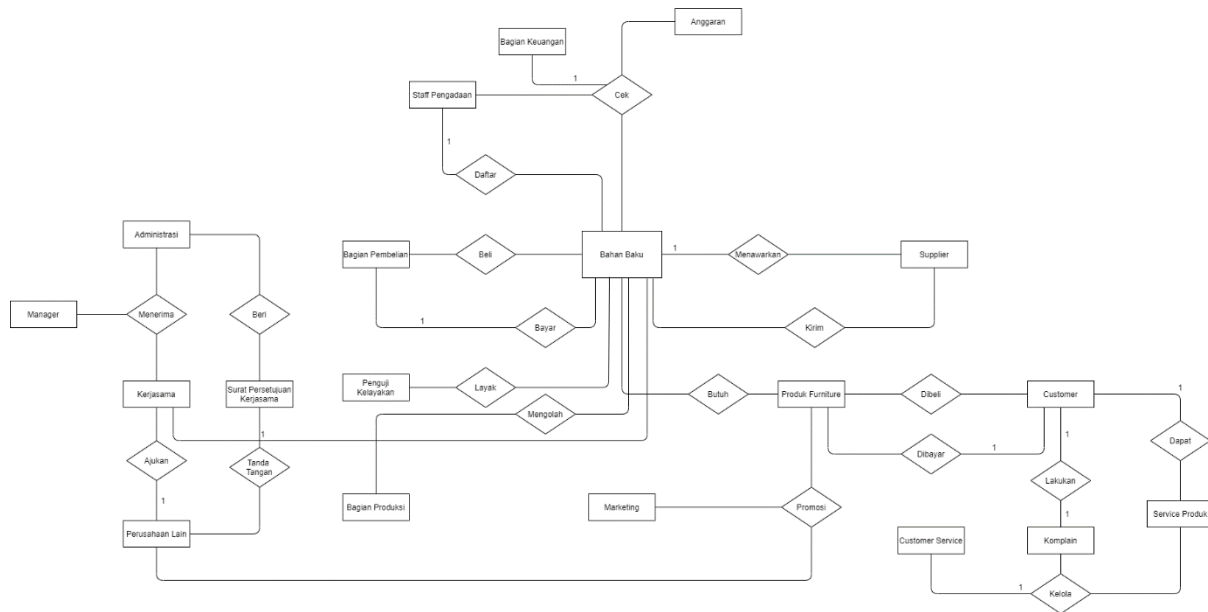 Anggaran
Bagian Keuangan
1
Staff Pengadaan
Cek
1
Daftar
Administrasi
Bagian Pembelian
Beli
Bahan Baku
1
Menawarkan
Supplier
Manager
Menerima
Beri
1
Bayar
Kirim
Kerjasama
Surat Persetujuan
Kerjasama
Penguji
Kelayakan
Layak
Butuh
Produk Furniture
Dibeli
Customer
1
Mengolah
1
Dibayar
1
1
Dapat
Ajukan
Tanda
Tangan
Lakukan
1
Bagian Produksi
Marketing
Promosi
1
Service Produk
Perusahaan Lain
Customer Service
Komplain
1
Kelola